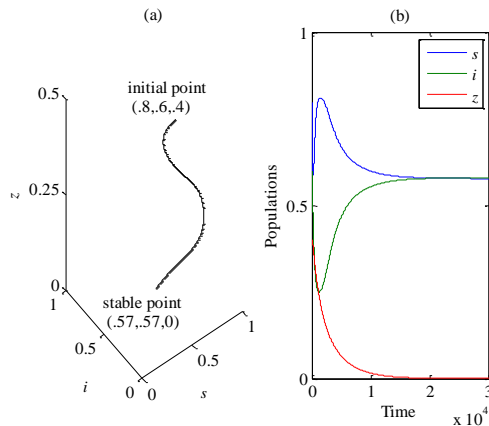 (a)
initial point
(.8,.6,.4)
0.5
0.25
0
z
stable point
(.57,.57,0)
1
0.5
0
i
0
0.5
1
s
(b)
1
0.5
0
Populations
s
i
z
0
1
2
3
x 10^4
Time